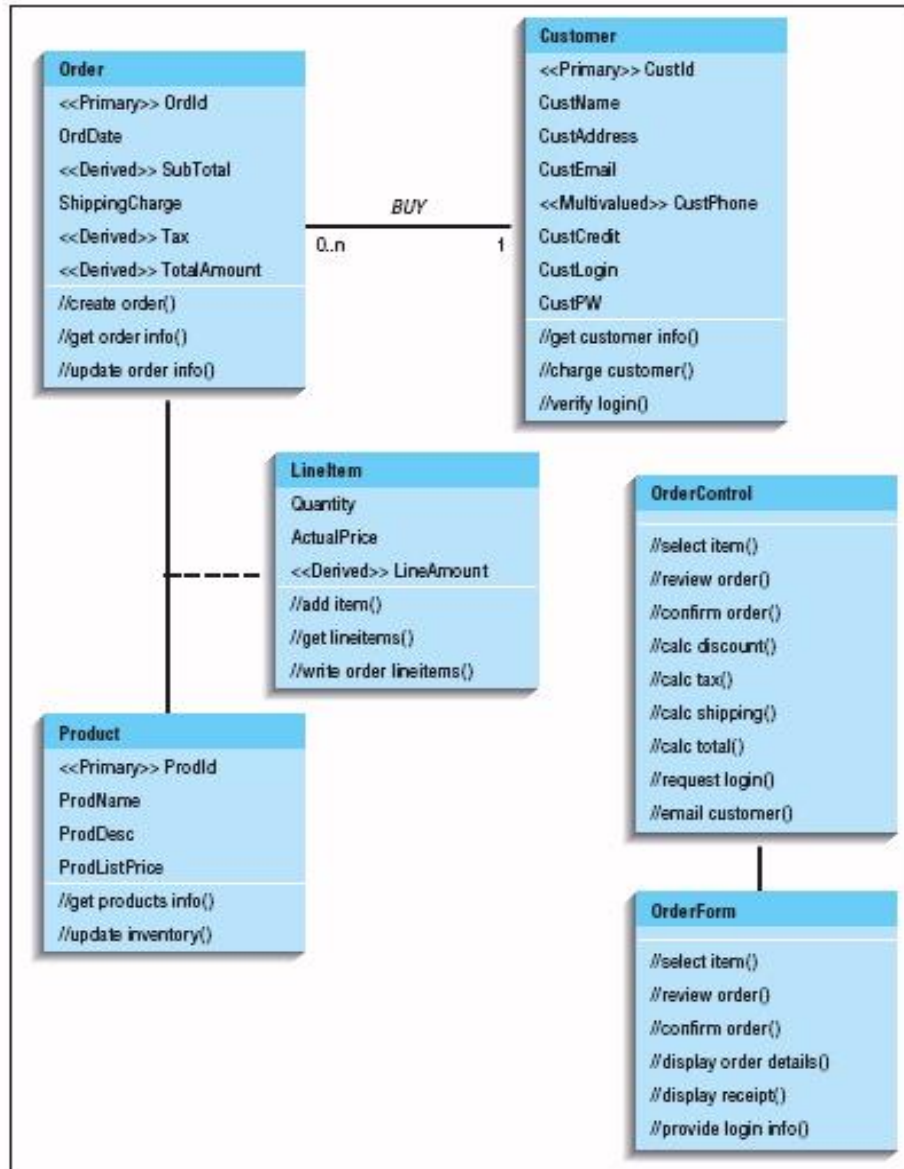 Order
<<Primary>> OrdId
OrdDate
<<Derived>> SubTotal
ShippingCharge
<<Derived>> Tax
<<Derived>> TotalAmount
//create order()
//get order info()
//update order info()
BUY
0..n
1
Customer
<<Primary>> CustId
CustName
CustAddress
CustEmail
<<Multivalued>> CustPhone
CustCredit
CustLogin
CustPW
//get customer info()
//charge customer()
//verify login()
LineItem
Quantity
ActualPrice
<<Derived>> LineAmount
//add item()
//get lineitems()
//write order lineitems()
Product
<<Primary>> ProdId
ProdName
ProdDesc
ProdListPrice
//get products info()
//update inventory()
OrderControl
//select item()
//review order()
//confirm order()
//calc discount()
//calc tax()
//calc shipping()
//calc total()
//request login()
//email customer()
OrderForm
//select item()
//review order()
//confirm order()
//display order details()
//display receipt()
//provide login info()